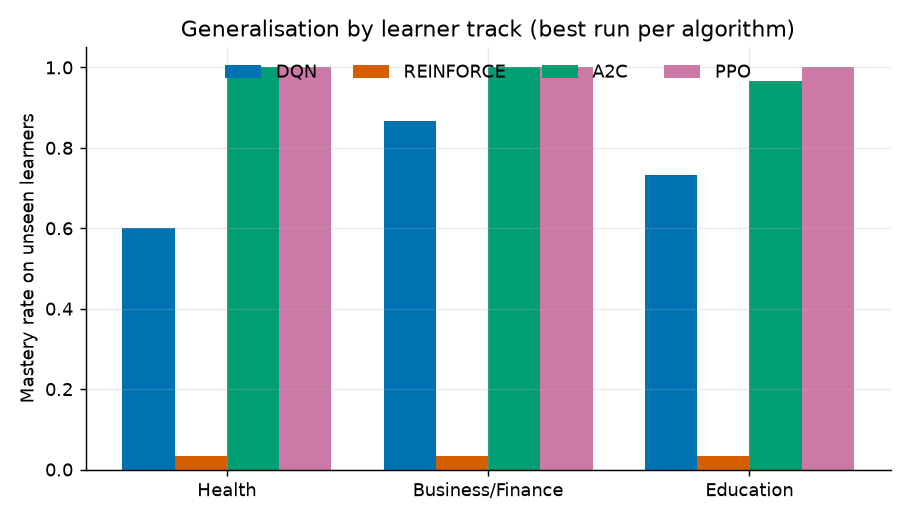 Generalisation by learner track (best run per algorithm)
DQN REINFORCE A2C PPO
Mastery rate on unseen learners
1.0
0.8
0.6
0.4
0.2
0.0
Health Business/Finance Education